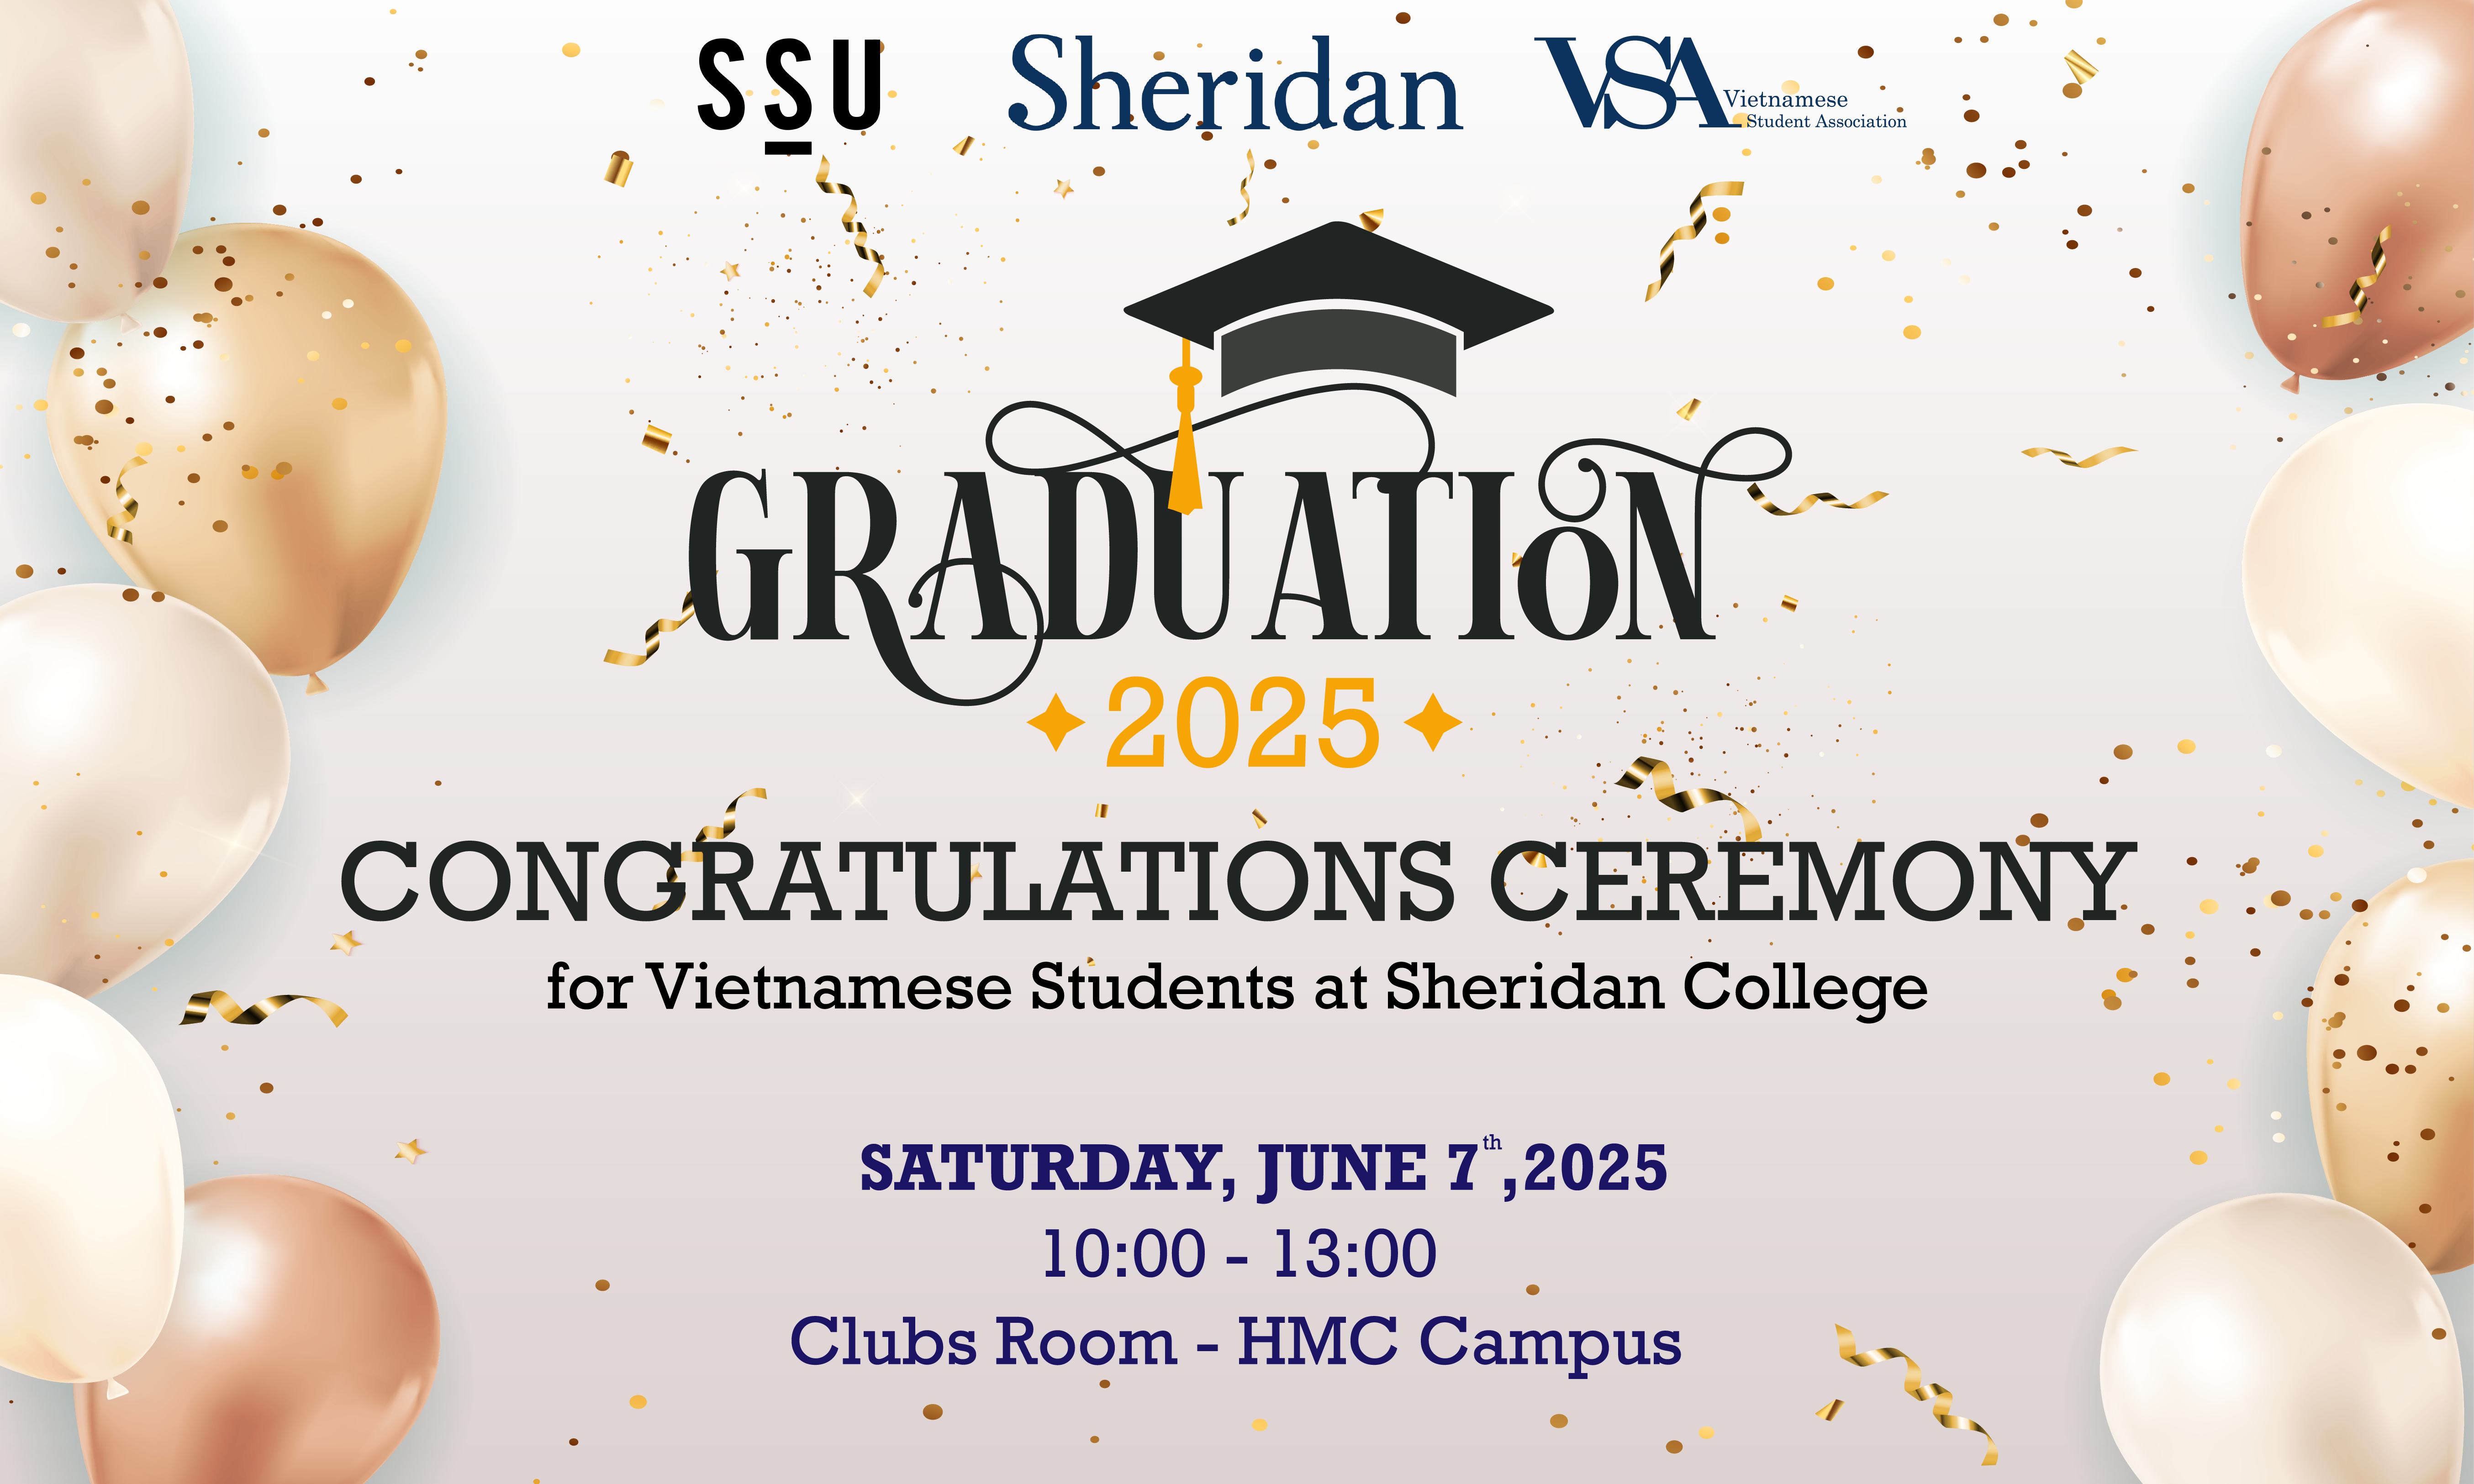 SSU Sheridan VSA Vietnamese
Student Association
GRADUATION
2025
CONGRATULATIONS CEREMONY
for Vietnamese Students at Sheridan College
SATURDAY, JUNE 7th,2025
10:00 - 13:00
Clubs Room - HMC Campus